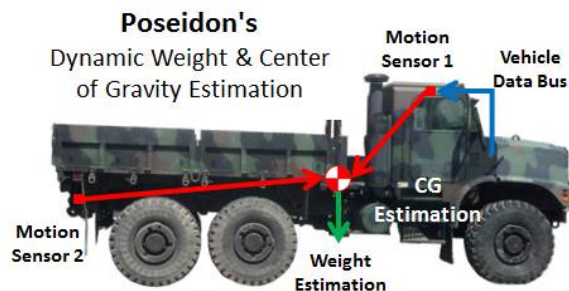 Poseidon's
Dynamic Weight & Center
of Gravity Estimation
Motion
Sensor 1
Vehicle
Data Bus
CG
Estimation
Motion
Sensor 2
Weight
Estimation